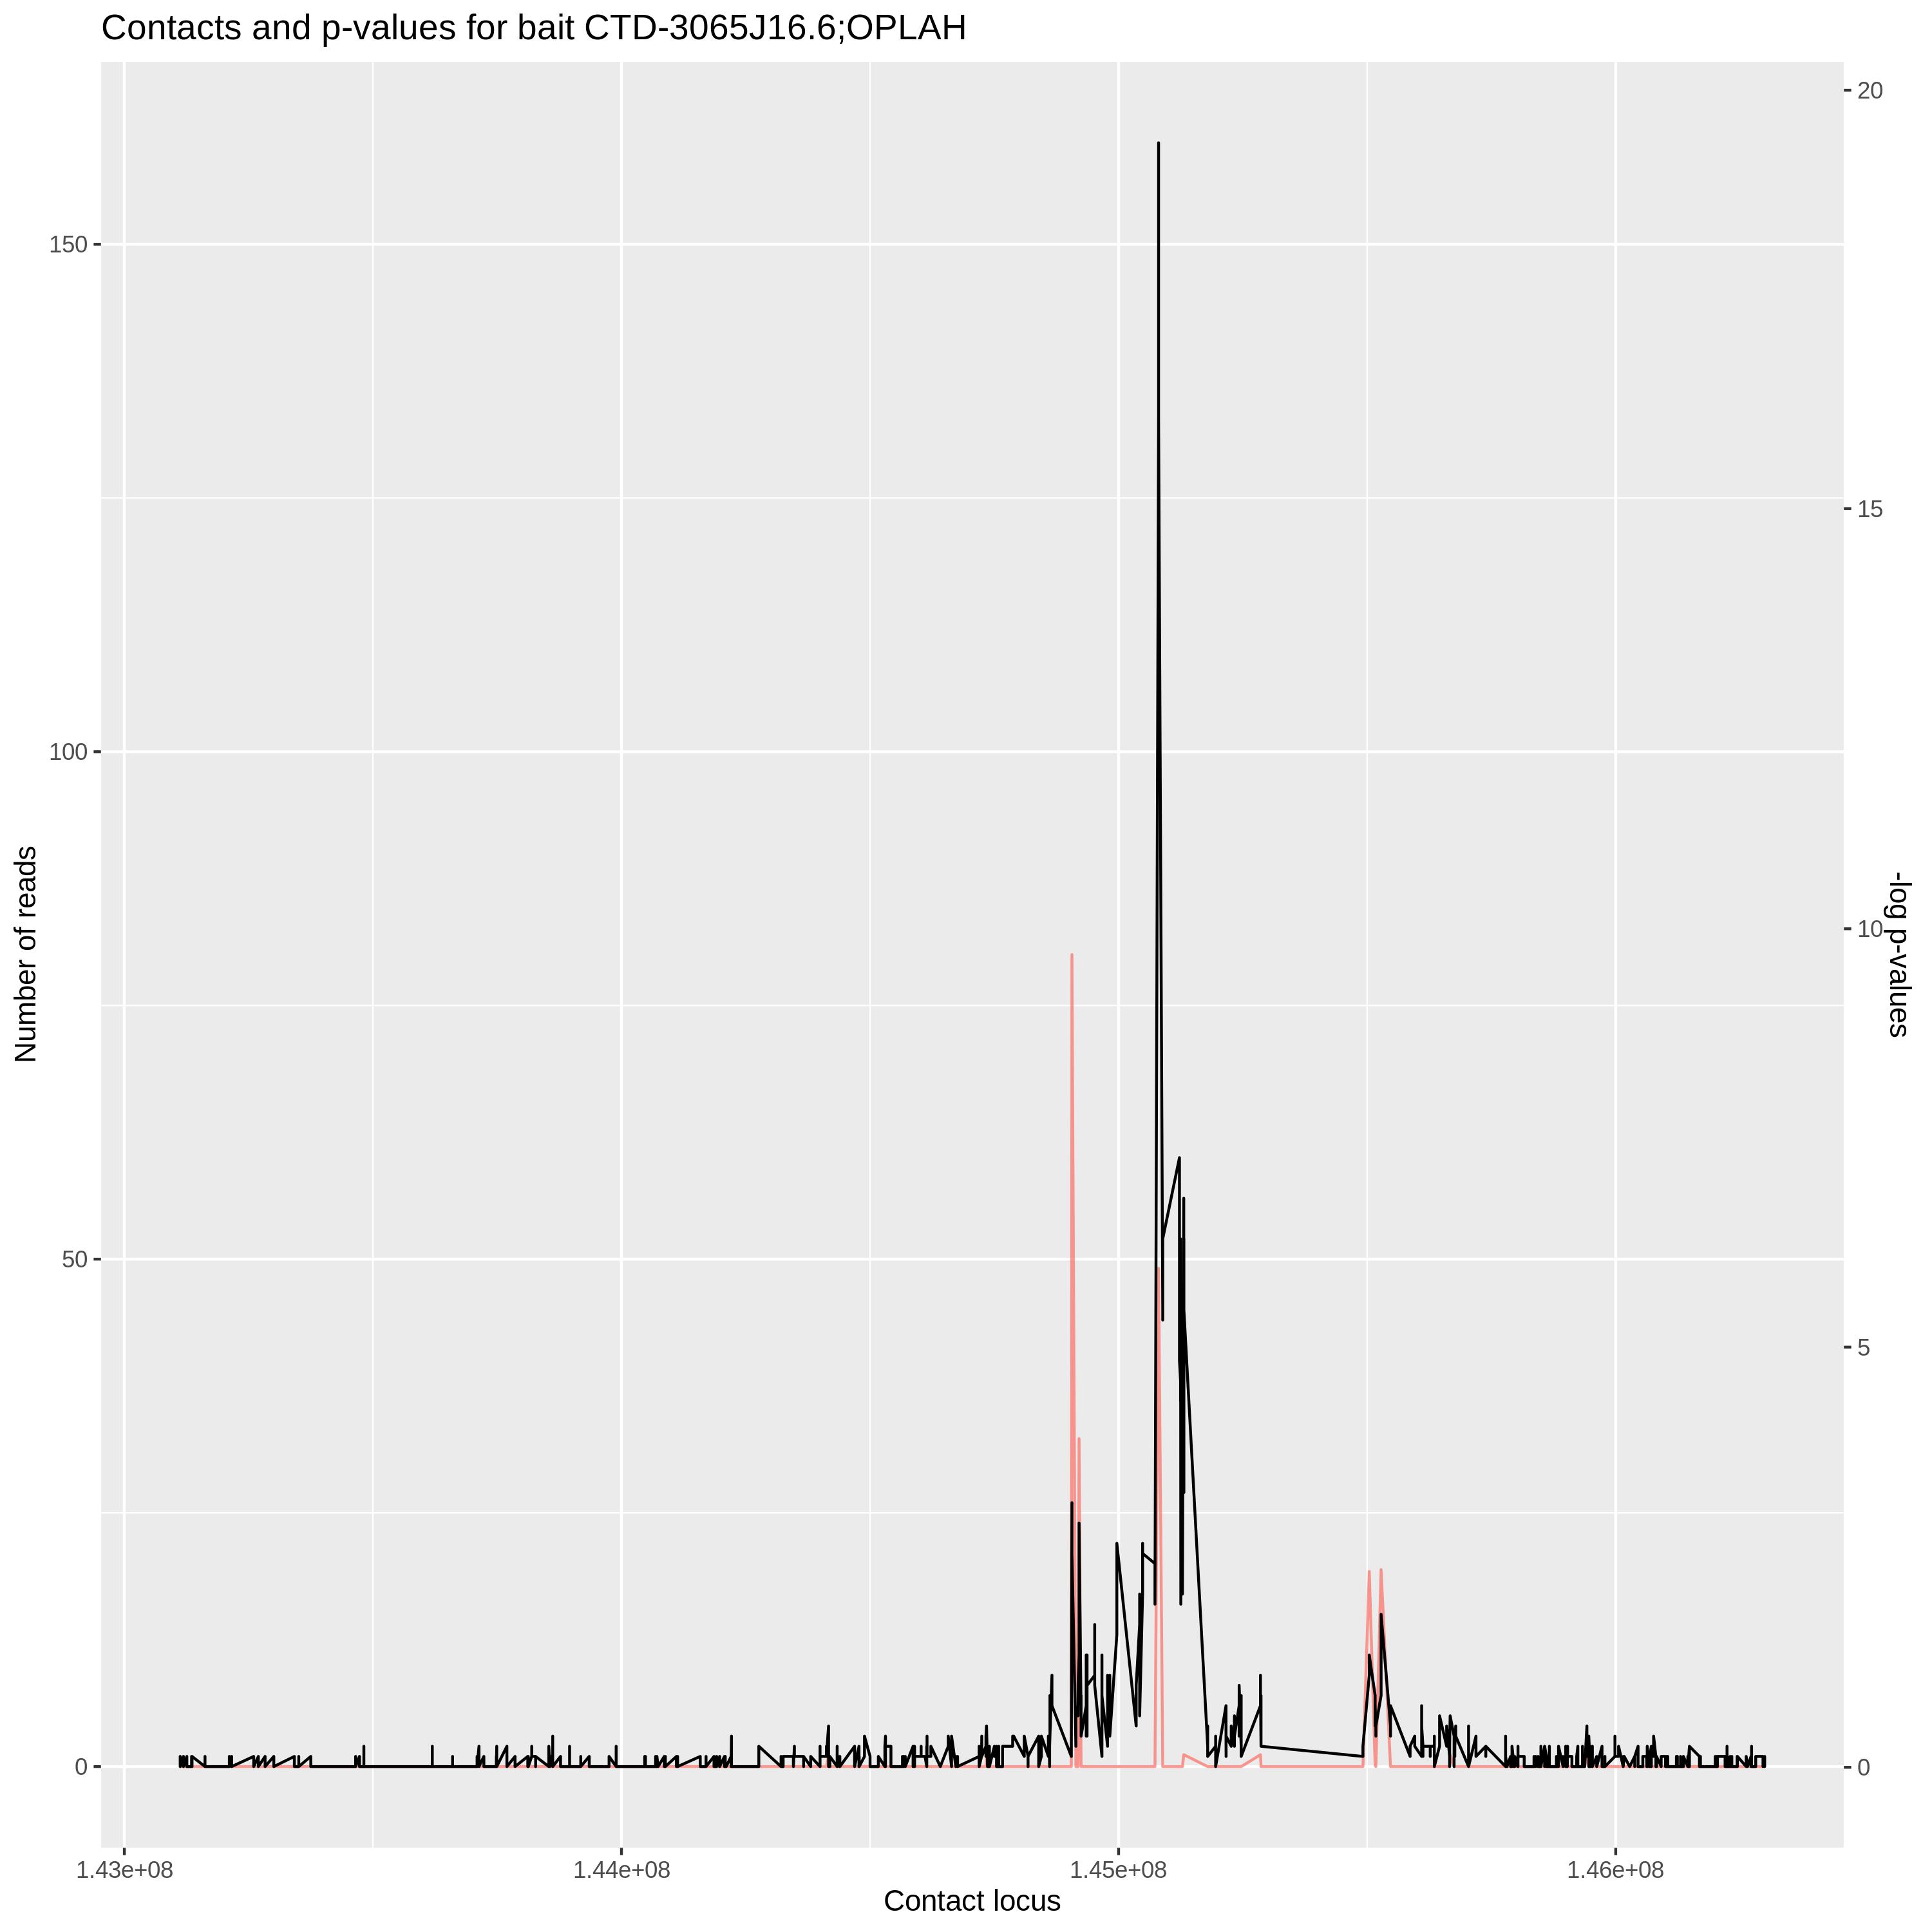 Contacts and p-values for bait CTD-3065J16.6;OPLAH
Number of reads
150
100
50
0
20
15
10
5
0
-log p-values
1.43e+08
1.44e+08
1.45e+08
1.46e+08
Contact locus